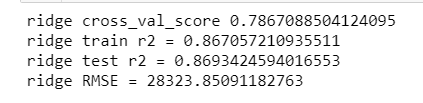 ridge cross_val_score 0.7867088504124095
ridge train r2 = 0.867057210935511
ridge test r2 = 0.8693424594016553
ridge RMSE = 28323.85091182763